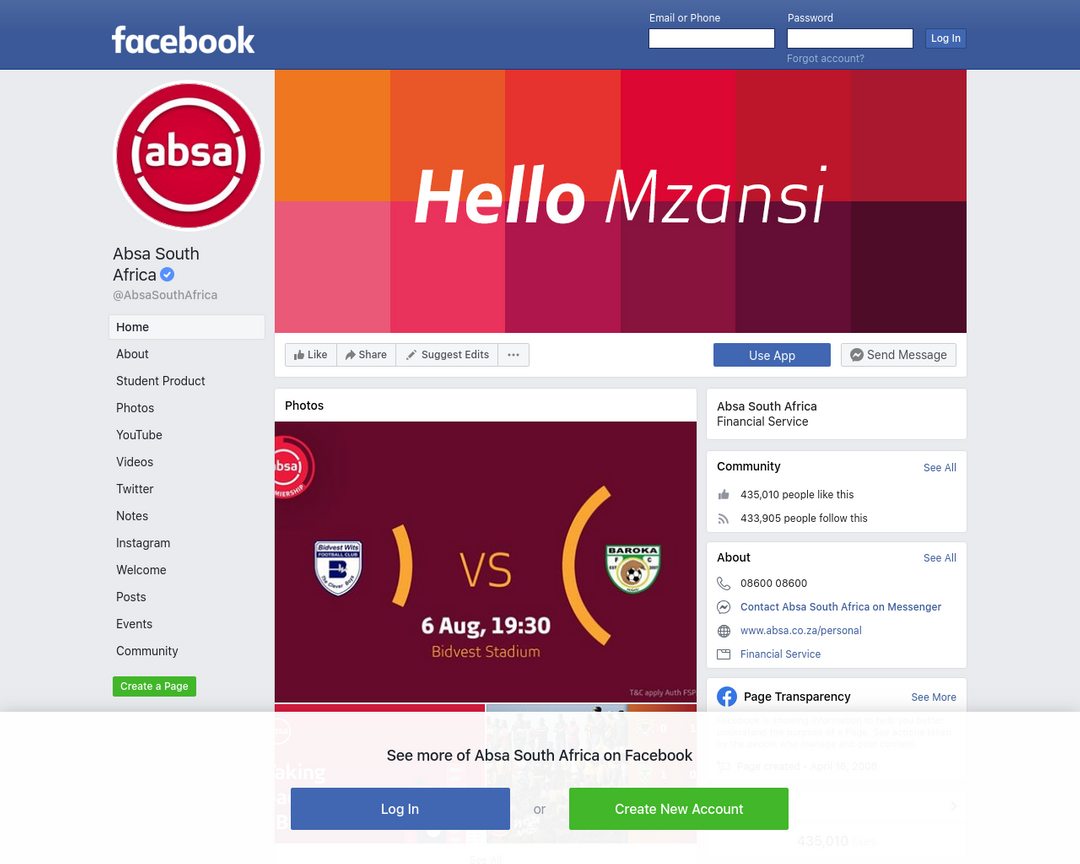 facebook
Email or Phone
Password
Log In
Forgot account?
absa
Hello Mzansi
Absa South
Africa
@AbsaSouthAfrica
Home
About
Student Product
Photos
YouTube
Videos
Twitter
Notes
Instagram
Welcome
Posts
Events
Community
Create a Page
Like
Share
Suggest Edits
Use App
Send Message
Photos
absa
Bidvest Wits
FOOTBALL CLUB
The Clever Boys
VS
BAROKA
6 Aug, 19:30
Bidvest Stadium
T&C apply Auth FSP
Absa South Africa
Financial Service
Community
See All
435,010 people like this
433,905 people follow this
About
See All
08600 08600
Contact Absa South Africa on Messenger
www.absa.co.za/personal
Financial Service
Page Transparency
See More
Page created - April 16, 2008
See more of Absa South Africa on Facebook
Log In
or
Create New Account
435,010
See All